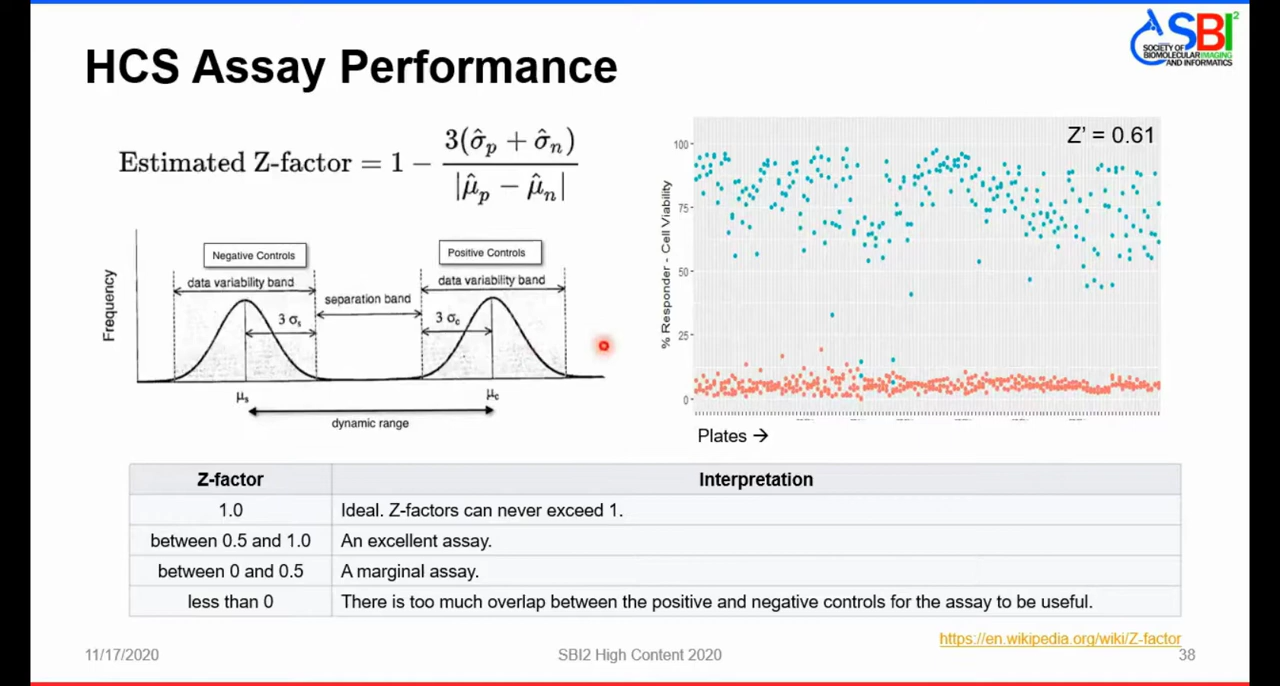 HCS Assay Performance
SBI²
SOCIETY OF
BIOMOLECULAR IMAGING
AND INFORMATICS
Estimated Z-factor = 1 − 3(σ̂p + σ̂n) / |μ̂p − μ̂n|
Negative Controls
Positive Controls
data variability band
data variability band
separation band
3 σs
3 σc
Frequency
μs
μc
dynamic range
Z' = 0.61
% Responder - Cell Viability
100
75
50
25
0
Plates →
Z-factor Interpretation
1.0 Ideal. Z-factors can never exceed 1.
between 0.5 and 1.0 An excellent assay.
between 0 and 0.5 A marginal assay.
less than 0 There is too much overlap between the positive and negative controls for the assay to be useful.
https://en.wikipedia.org/wiki/Z-factor
11/17/2020 SBI2 High Content 2020 38